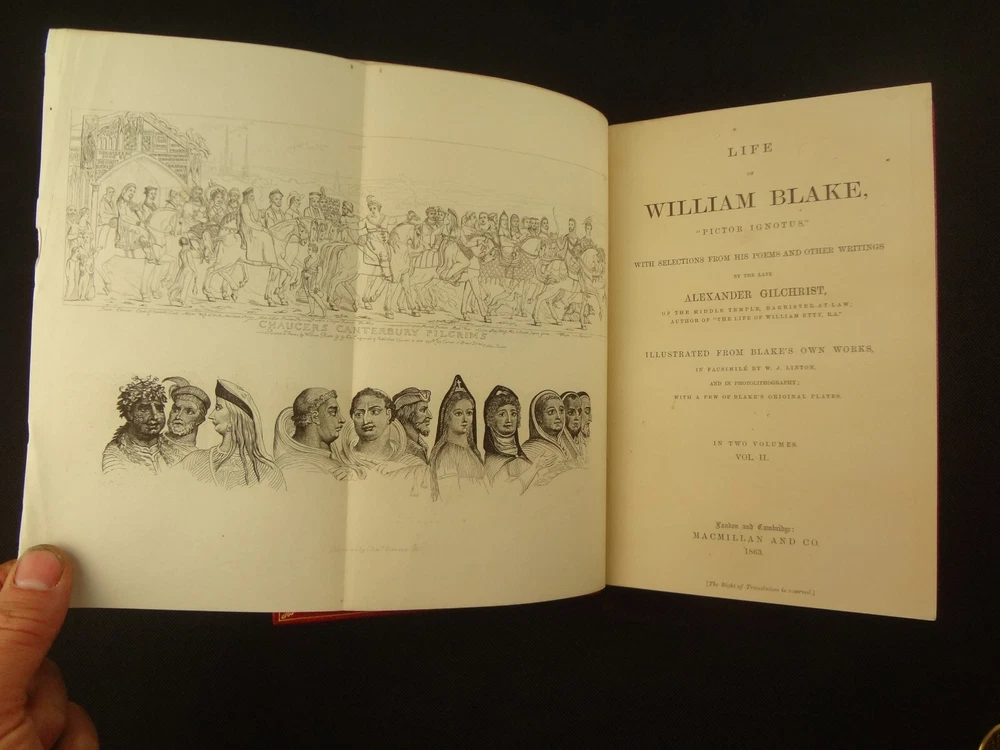 CHAUCERS CANTERBURY PILGRIMS
LIFE
OF
WILLIAM BLAKE,
"PICTOR IGNOTUS."
WITH SELECTIONS FROM HIS POEMS AND OTHER WRITINGS
BY THE LATE
ALEXANDER GILCHRIST,
OF THE MIDDLE TEMPLE, BARRISTER-AT-LAW;
AUTHOR OF "THE LIFE OF WILLIAM ETTY, R.A."
ILLUSTRATED FROM BLAKE'S OWN WORKS,
IN FACSIMILE BY W. J. LINTON,
AND IN PHOTOLITHOGRAPHY;
WITH A FEW OF BLAKE'S ORIGINAL PLATES.
IN TWO VOLUMES
VOL II.
London and Cambridge:
MACMILLAN AND CO.
1863.
[The Right of Translation is reserved.]